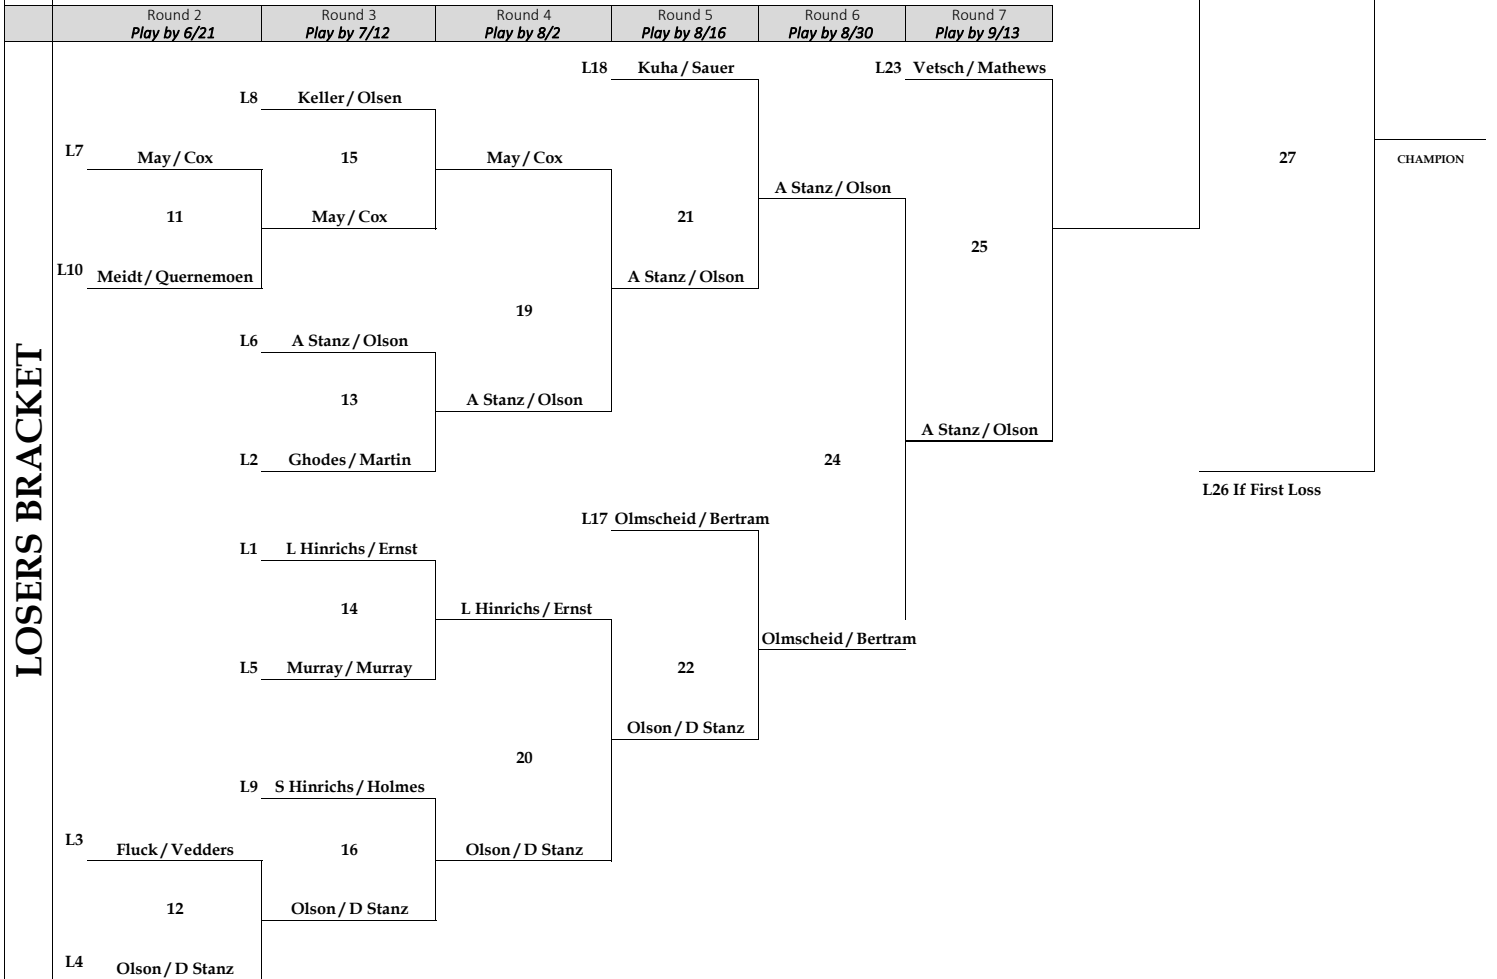 Round 2 Round 3 Round 4 Round 5 Round 6 Round 7
Play by 6/21 Play by 7/12 Play by 8/2 Play by 8/16 Play by 8/30 Play by 9/13
L18 Kuha / Sauer L23 Vetsch / Mathews
L8 Keller / Olsen
L7 May / Cox 15 May / Cox 27 CHAMPION
A Stanz / Olson
11 May / Cox 21
25
L10 Meidt / Quernemoen A Stanz / Olson
19
L6 A Stanz / Olson
LOSERS BRACKET
13 A Stanz / Olson
A Stanz / Olson
L2 Ghodes / Martin 24
L26 If First Loss
L17 Olmscheid / Bertram
L1 L Hinrichs / Ernst
14 L Hinrichs / Ernst
Olmscheid / Bertram
L5 Murray / Murray 22
Olson / D Stanz
20
L9 S Hinrichs / Holmes
L3 Fluck / Vedders 16 Olson / D Stanz
12 Olson / D Stanz
L4 Olson / D Stanz